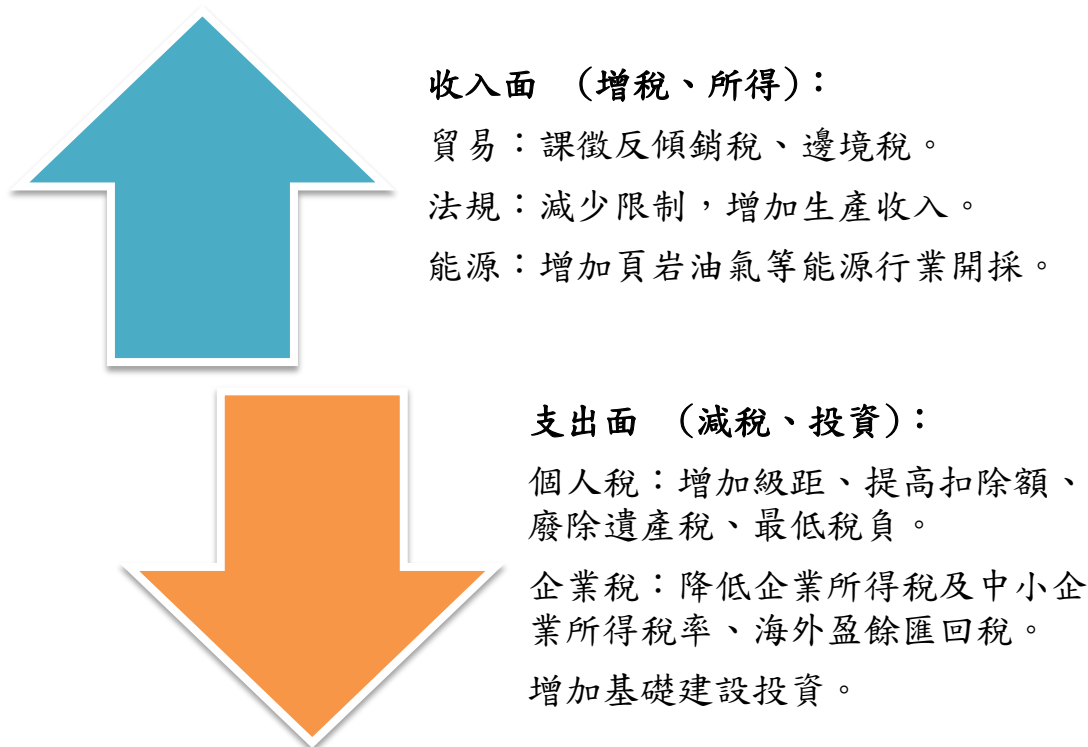 收入面 (增稅、所得):
貿易:課徵反傾銷稅、邊境稅。
法規:減少限制,增加生產收入。
能源:增加頁岩油氣等能源行業開採。
支出面 (減稅、投資):
個人稅:增加級距、提高扣除額、
廢除遺產稅、最低稅負。
企業稅:降低企業所得稅及中小企
業所得稅率、海外盈餘匯回稅。
增加基礎建設投資。